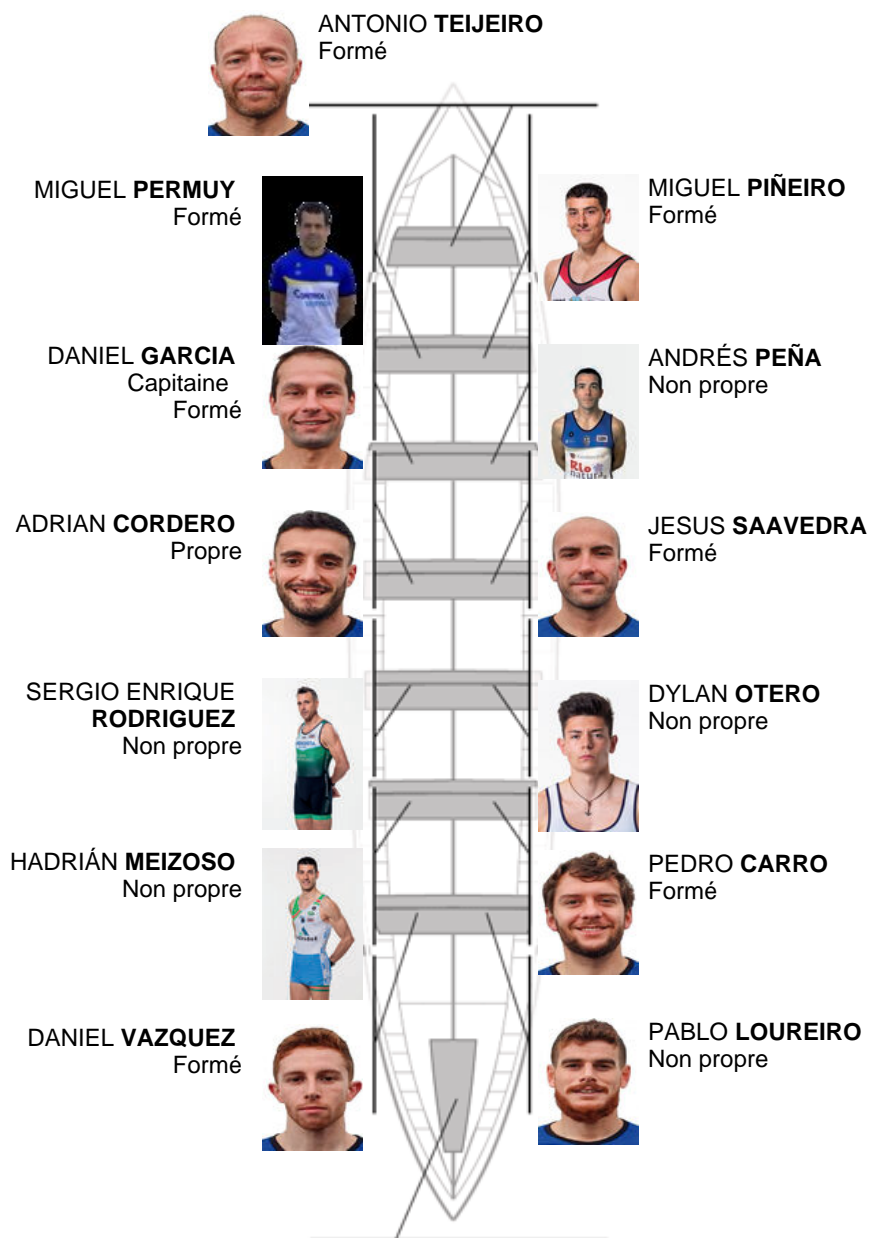 ANTONIO TEIJEIRO
Formé
MIGUEL PERMUY
Formé
MIGUEL PIÑEIRO
Formé
DANIEL GARCIA
Capitaine
Formé
ANDRÉS PEÑA
Non propre
ADRIAN CORDERO
Propre
JESUS SAAVEDRA
Formé
SERGIO ENRIQUE
RODRIGUEZ
Non propre
DYLAN OTERO
Non propre
HADRIÁN MEIZOSO
Non propre
PEDRO CARRO
Formé
DANIEL VAZQUEZ
Formé
PABLO LOUREIRO
Non propre